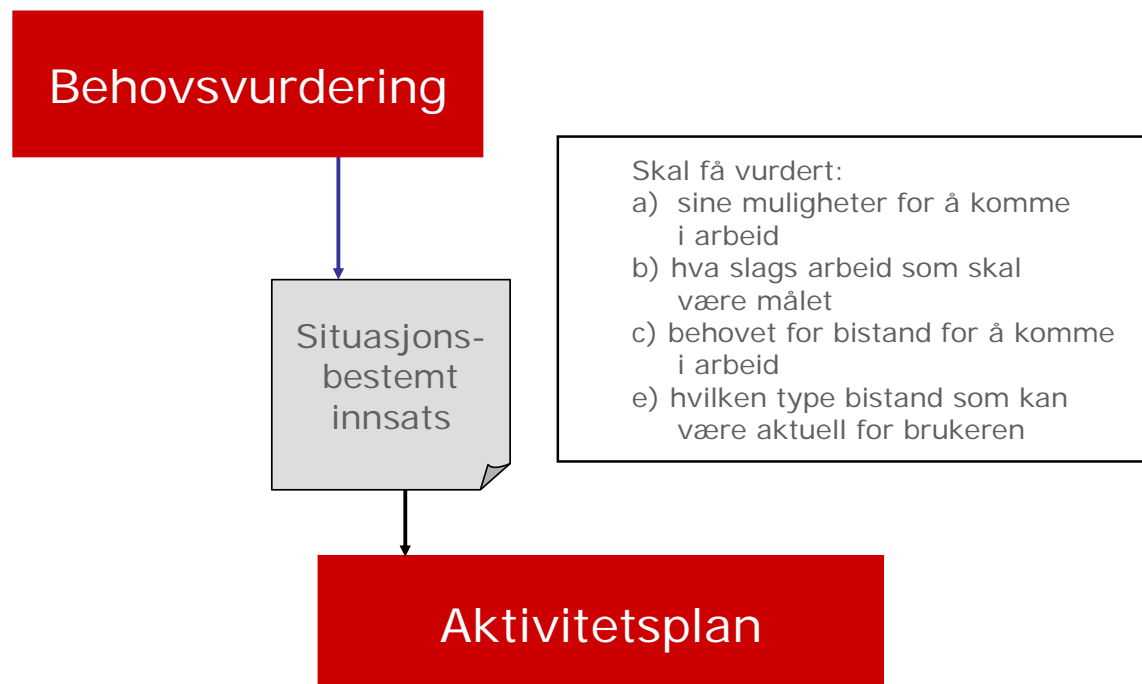 Behovsvurdering
Skal få vurdert:
a) sine muligheter for å komme
i arbeid
b) hva slags arbeid som skal
være målet
c) behovet for bistand for å komme
i arbeid
e) hvilken type bistand som kan
være aktuell for brukeren
Situasjons-
bestemt
innsats
Aktivitetsplan